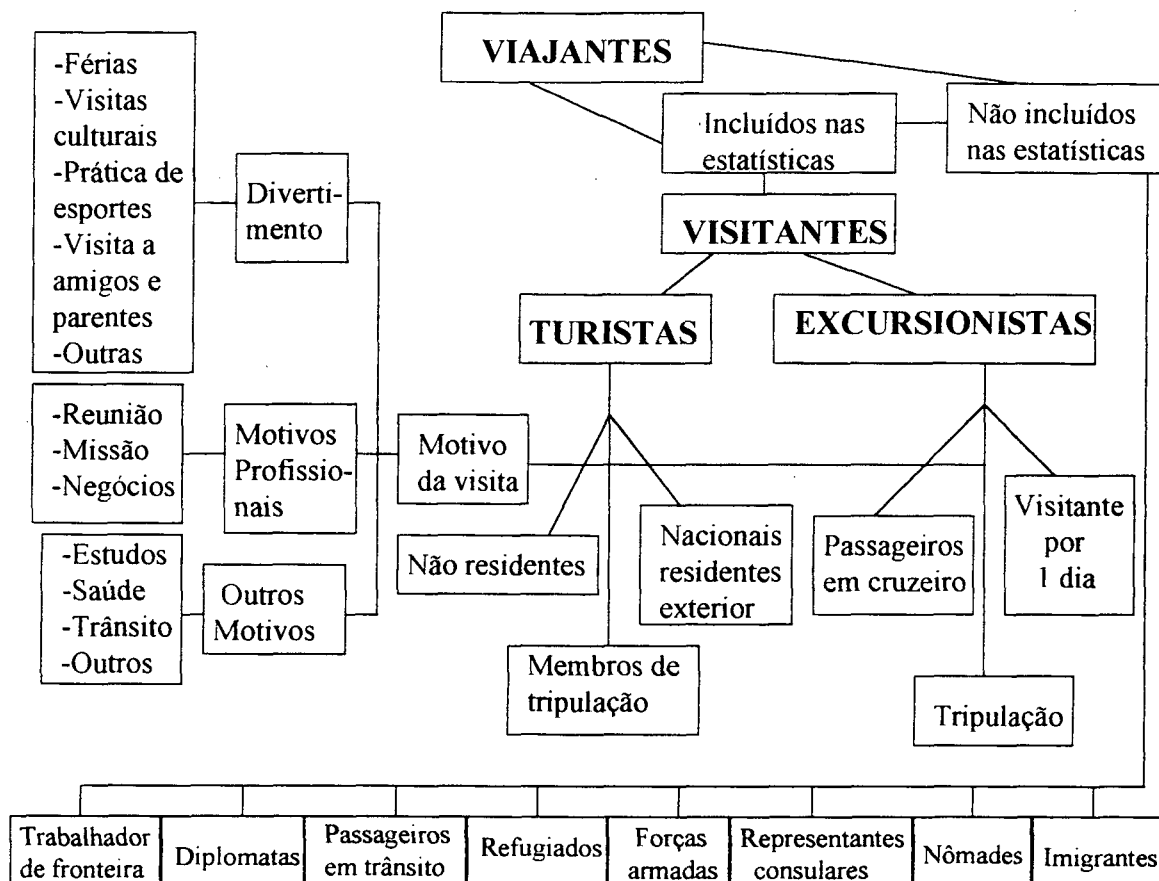 VIAJANTES
Incluídos nas
estatísticas
Não incluídos
nas estatísticas
VISITANTES
TURISTAS
EXCURSIONISTAS
-Férias
-Visitas
culturais
-Prática de
esportes
-Visita a
amigos e
parentes
-Outras
Diverti-
mento
-Reunião
-Missão
-Negócios
Motivos
Profissio-
nais
Motivo
da visita
-Estudos
-Saúde
-Trânsito
-Outros
Outros
Motivos
Não residentes
Nacionais
residentes
exterior
Membros de
tripulação
Passageiros
em cruzeiro
Visitante
por
1 dia
Tripulação
Trabalhador
de fronteira
Diplomatas
Passageiros
em trânsito
Refugiados
Forças
armadas
Representantes
consulares
Nômades
Imigrantes